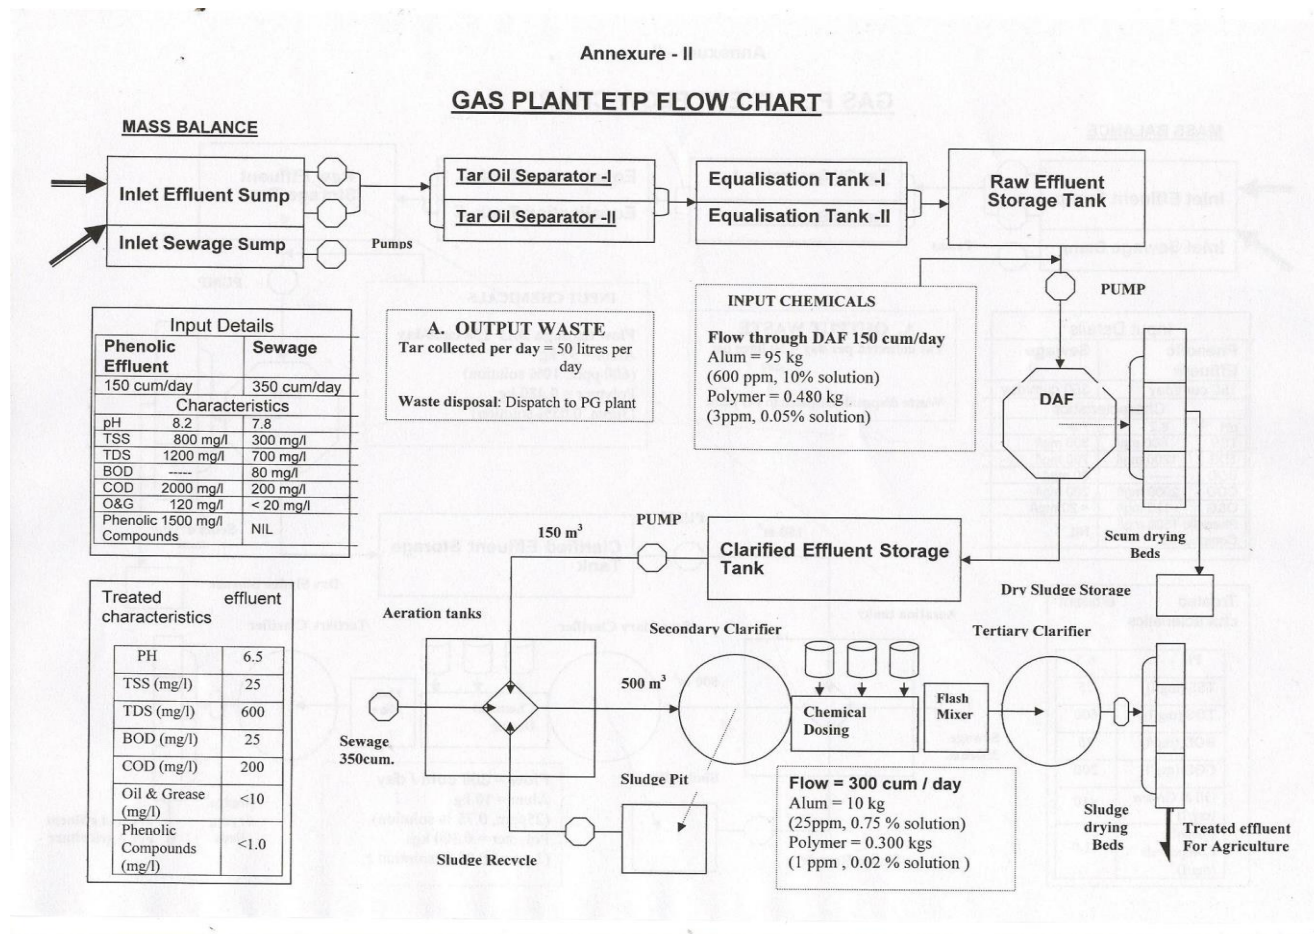 Annexure - II
GAS PLANT ETP FLOW CHART
MASS BALANCE
Inlet Effluent Sump
Inlet Sewage Sump
Pumps
Tar Oil Separator -I
Tar Oil Separator-II
Equalisation Tank -I
Equalisation Tank -II
Raw Effluent
Storage Tank
PUMP
Input Details
Phenolic Effluent Sewage
150 cum/day 350 cum/day
Characteristics
pH 8.2 7.8
TSS 800 mg/l 300 mg/l
TDS 1200 mg/l 700 mg/l
BOD ----- 80 mg/l
COD 2000 mg/l 200 mg/l
O&G 120 mg/l < 20 mg/l
Phenolic 1500 mg/l
Compounds NIL
A. OUTPUT WASTE
Tar collected per day = 50 litres per
day
Waste disposal: Dispatch to PG plant
INPUT CHEMICALS
Flow through DAF 150 cum/day
Alum = 95 kg
(600 ppm, 10% solution)
Polymer = 0.480 kg
(3ppm, 0.05% solution)
DAF
Scum drying
Beds
Dry Sludge Storage
150 m³
PUMP
Clarified Effluent Storage
Tank
Treated effluent
characteristics
PH 6.5
TSS (mg/l) 25
TDS (mg/l) 600
BOD (mg/l) 25
COD (mg/l) 200
Oil & Grease
(mg/l) <10
Phenolic
Compounds
(mg/l) <1.0
Aeration tanks
Sewage
350cum.
500 m³
Secondary Clarifier
Chemical
Dosing
Flash
Mixer
Tertiary Clarifier
Sludge Pit
Sludge Recycle
Flow = 300 cum / day
Alum = 10 kg
(25ppm, 0.75 % solution)
Polymer = 0.300 kgs
(1 ppm , 0.02 % solution )
Sludge
drying
Beds
Treated effluent
For Agriculture